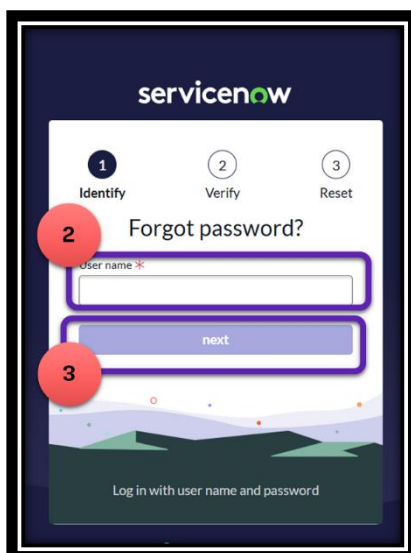 servicenow
1 2 3
Identify Verify Reset
Forgot password?
2
User name *
next
3
Log in with user name and password